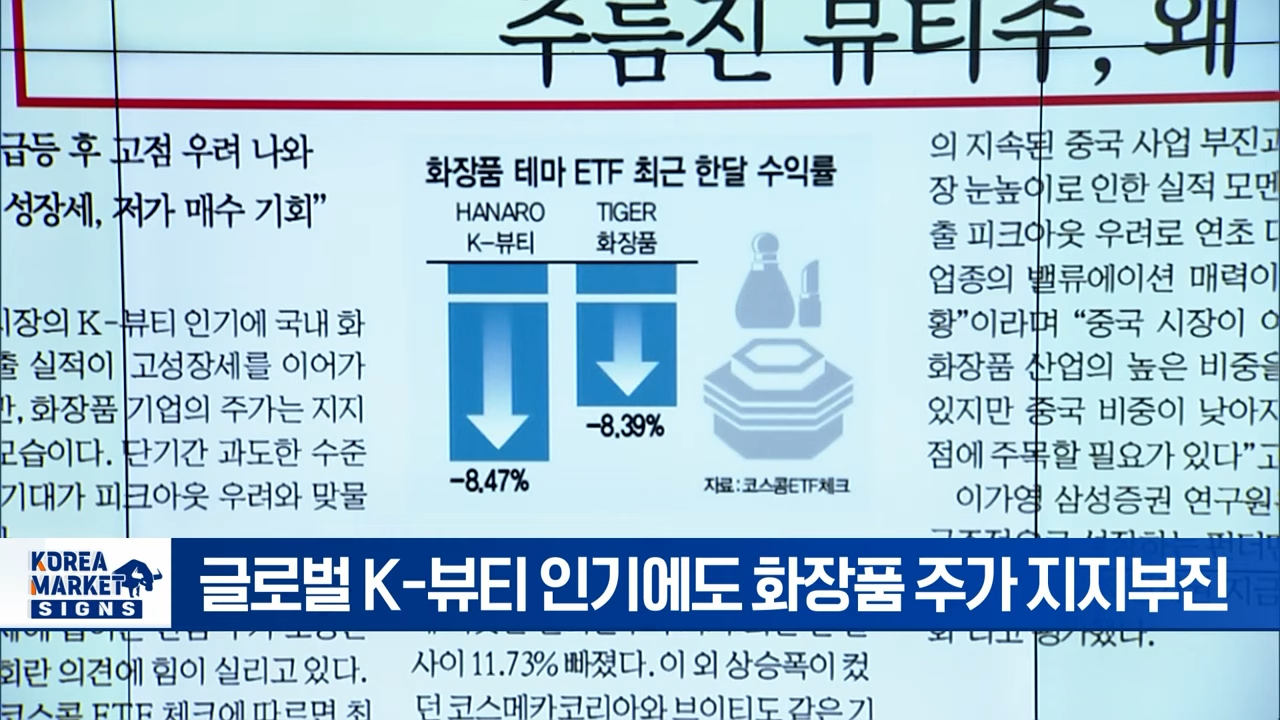 주름진 뷰티주, 왜
급등 후 고점 우려 나와
성장세, 저가 매수 기회”
시장의 K-뷰티 인기에 국내 화
출 실적이 고성장세를 이어가
만, 화장품 기업의 주가는 지지
모습이다. 단기간 과도한 수준
기대가 피크아웃 우려와 맞물
화장품 테마 ETF 최근 한달 수익률
HANARO
K-뷰티
TIGER
화장품
-8.47%
-8.39%
자료:코스콤ETF체크
의 지속된 중국 사업 부진과
장 눈높이로 인한 실적 모멘
출 피크아웃 우려로 연초 대
업종의 밸류에이션 매력이
황”이라며 “중국 시장이 이
화장품 산업의 높은 비중을
있지만 중국 비중이 낮아지
점에 주목할 필요가 있다”고
이가영 삼성증권 연구원은
KOREA
MARKET
SIGNS
글로벌 K-뷰티 인기에도 화장품 주가 지지부진
회란 의견에 힘이 실리고 있다.
코스콤 ETF 체크에 따르면 최
사이 11.73% 빠졌다. 이 외 상승폭이 컸
던 코스메카코리아와 브이티도 같은 기